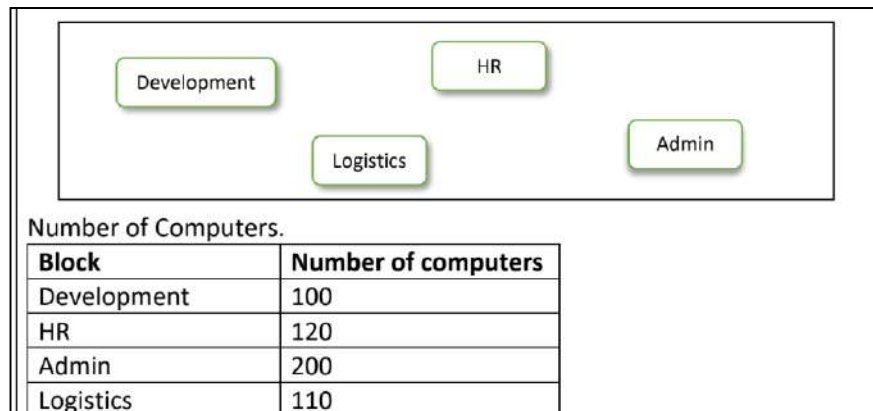 HR
Development
Admin
Logistics
Number of Computers.
Block Number of computers
Development 100
HR 120
Admin 200
Logistics 110